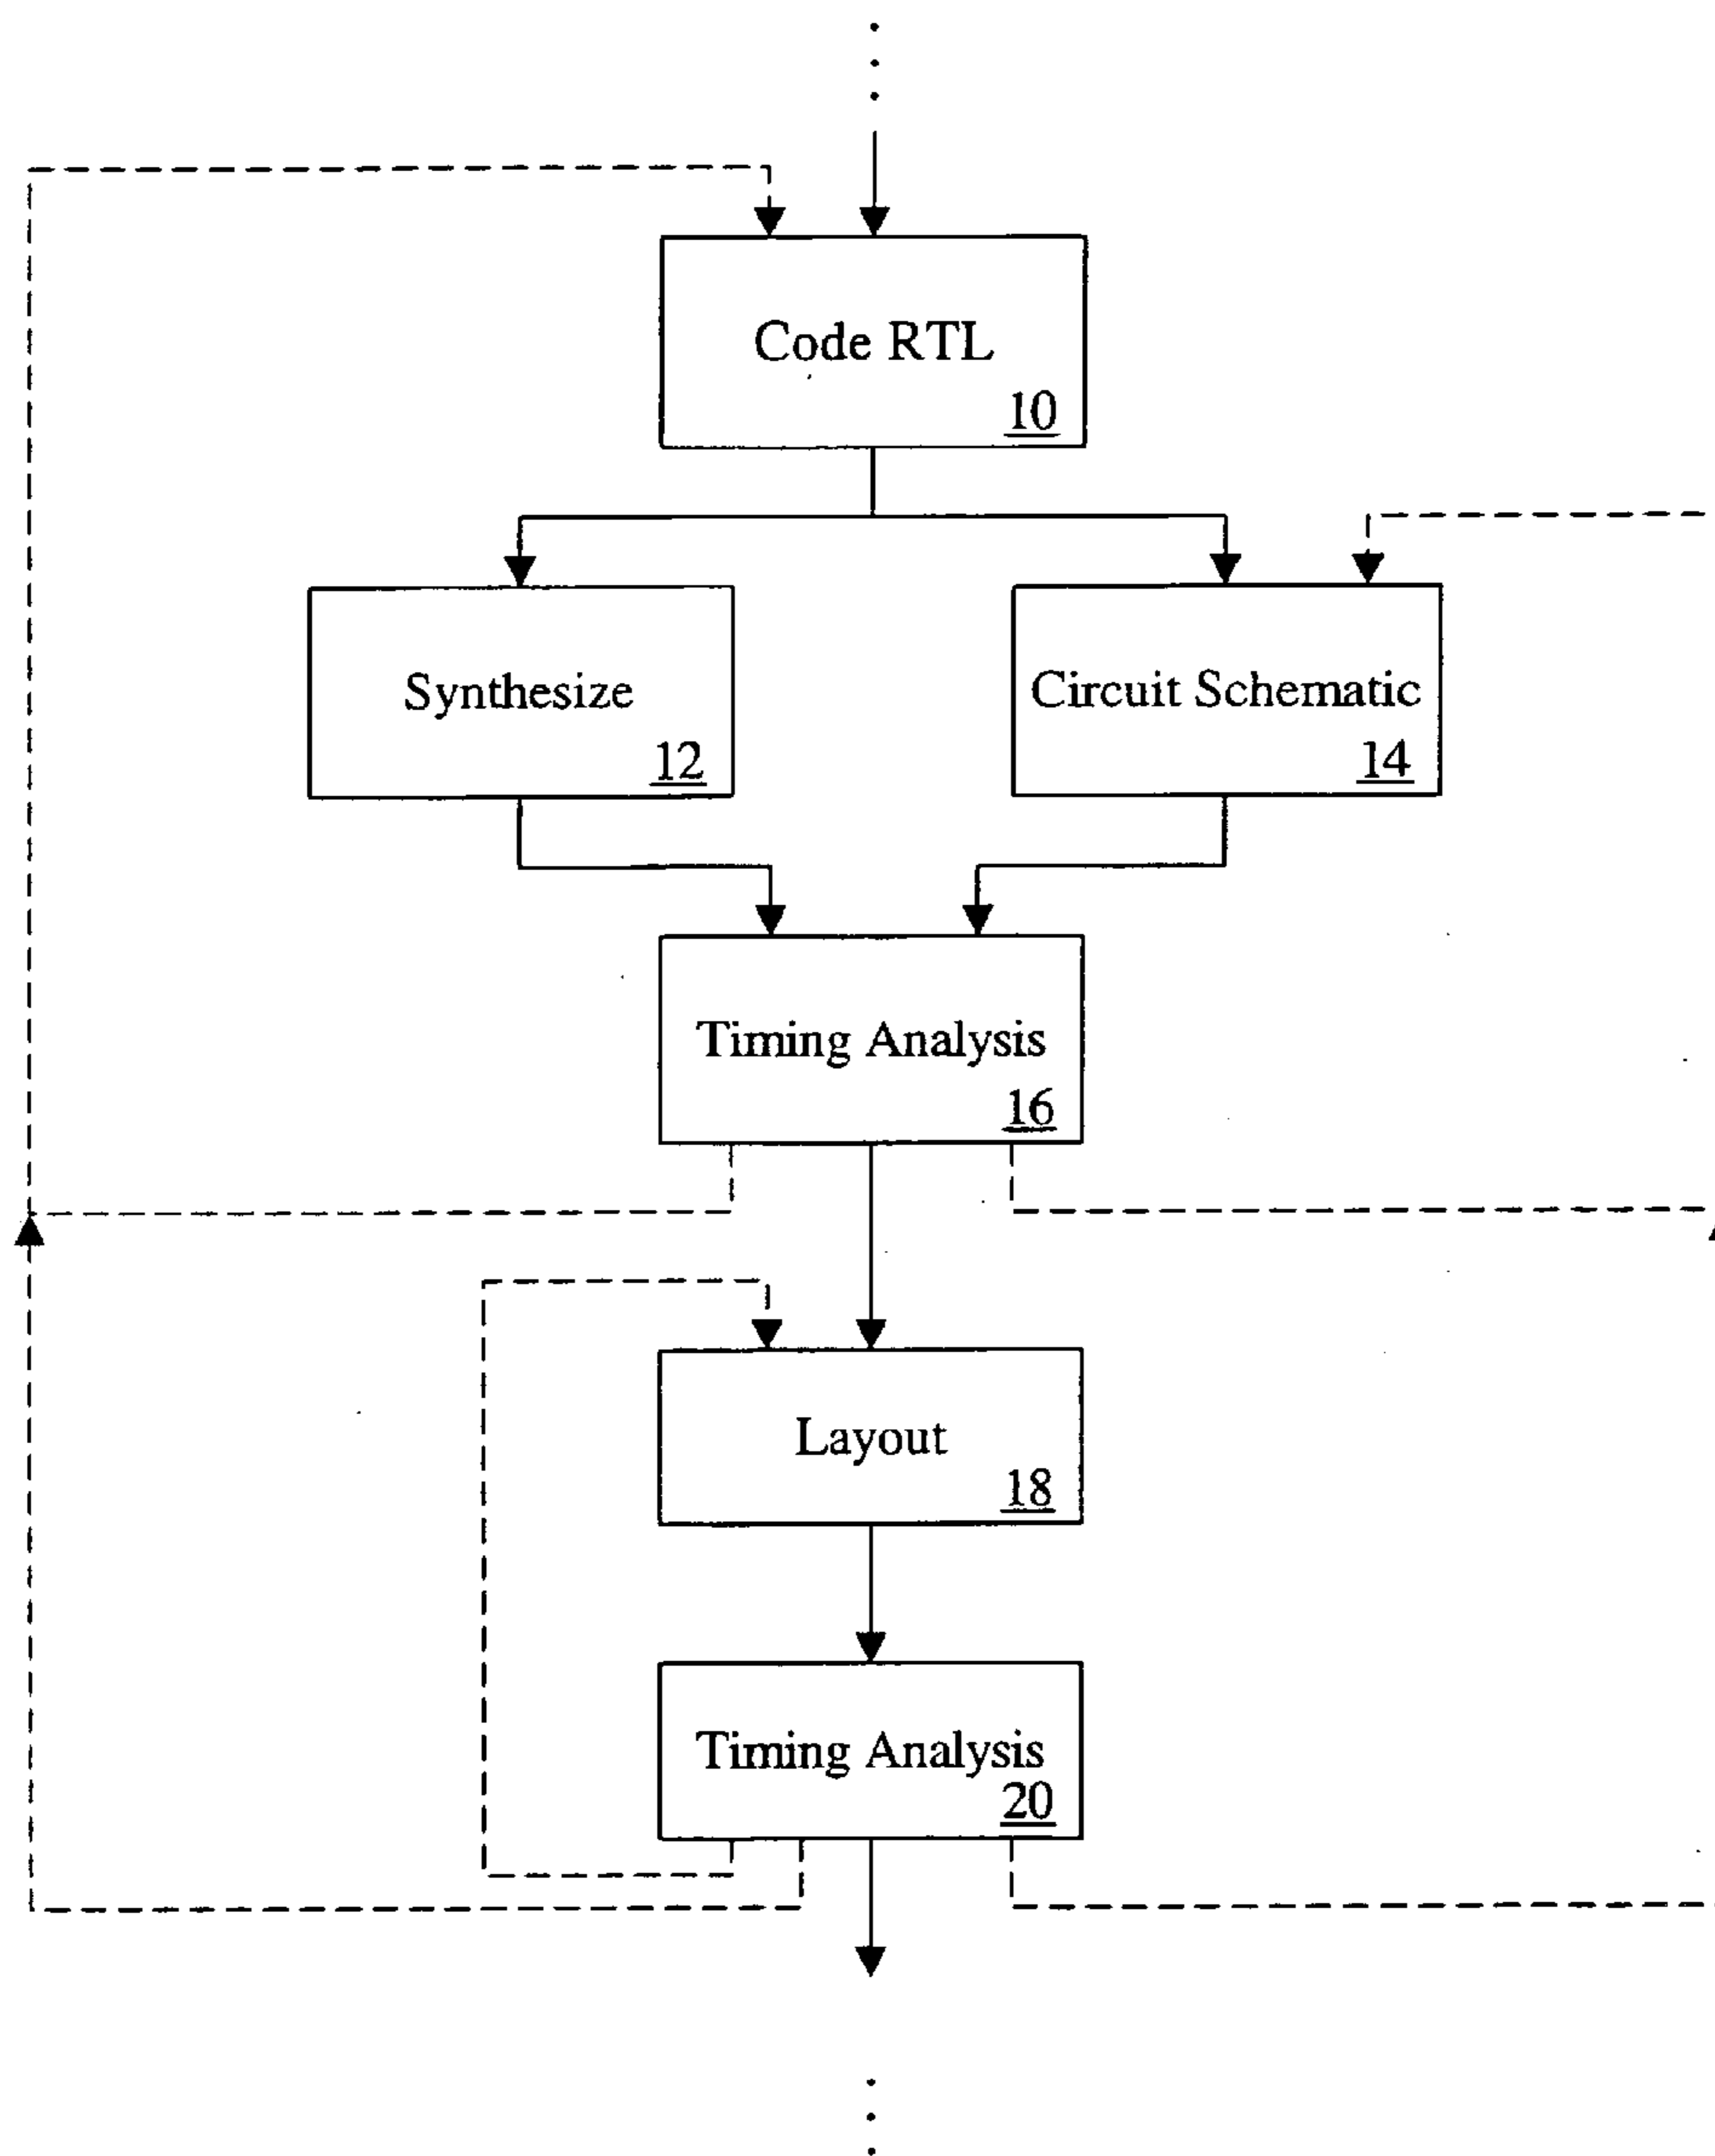 Code RTL
10
Synthesize
12
Circuit Schematic
14
Timing Analysis
16
Layout
18
Timing Analysis
20